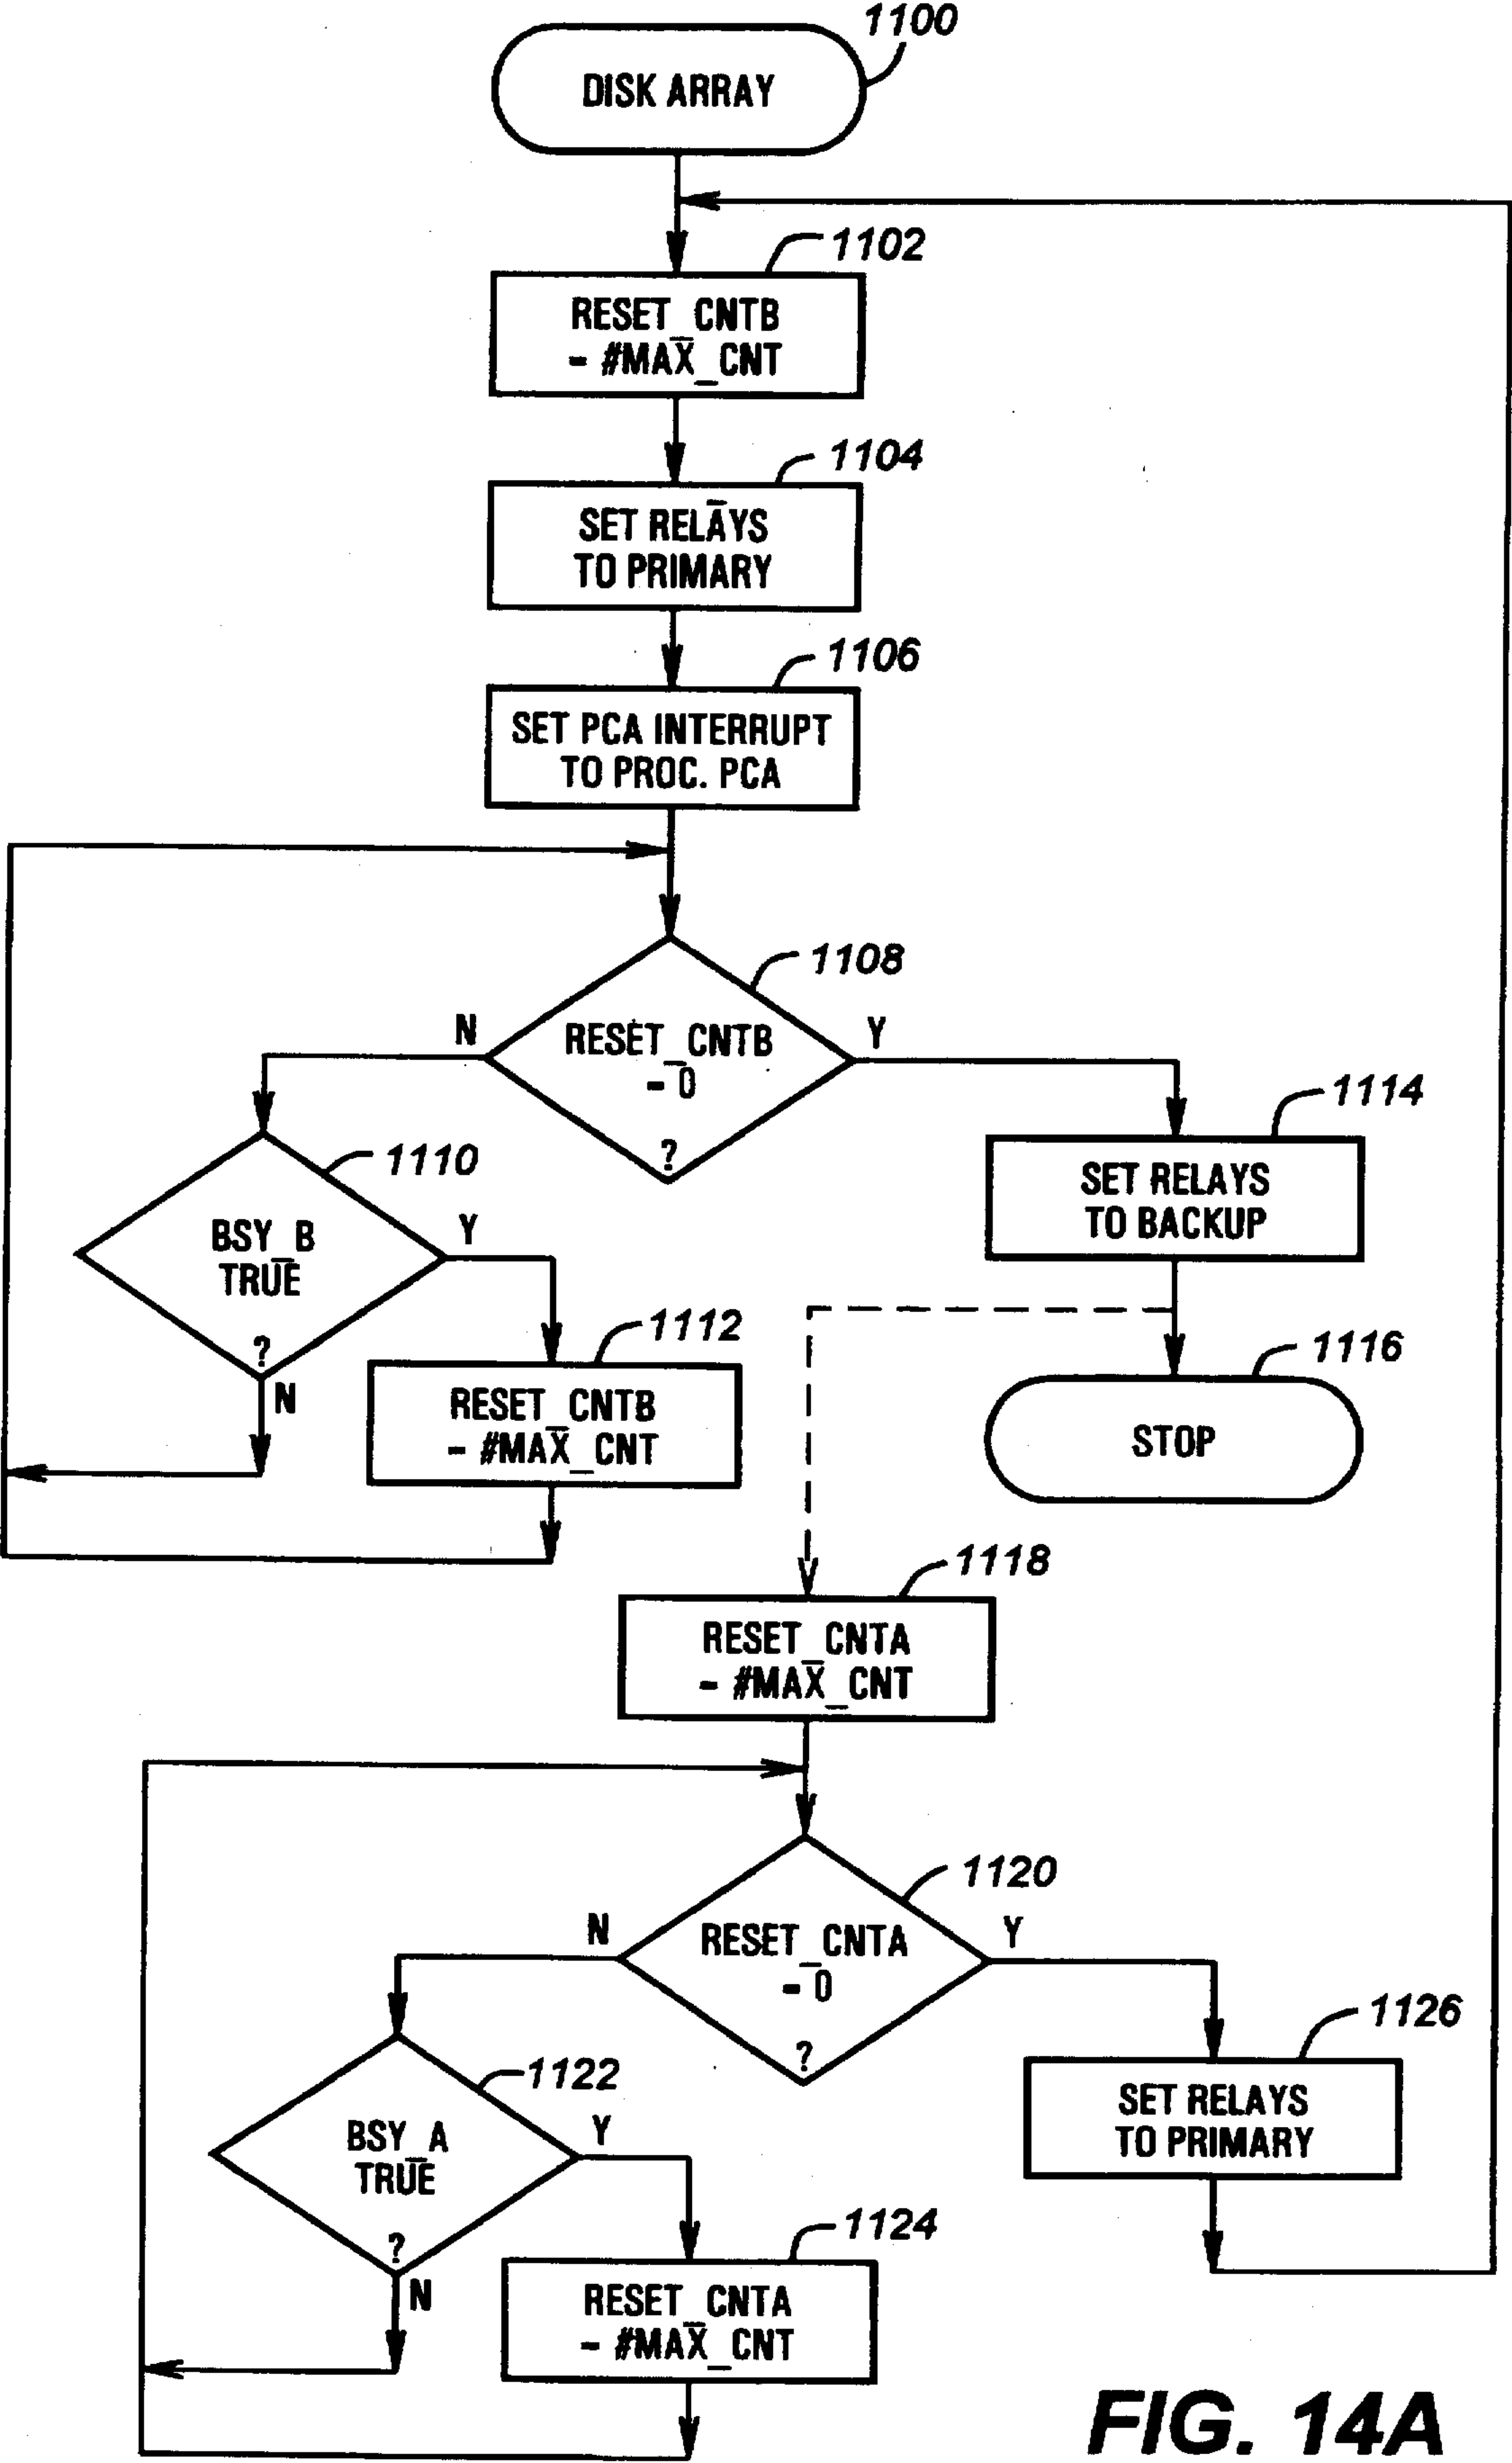 1100
DISK ARRAY
1102
RESET_CNTB
- #MAX_CNT
1104
SET RELAYS
TO PRIMARY
1106
SET PCA INTERRUPT
TO PROC. PCA
1108
N
RESET_CNTB
- 0
?
Y
1110
BSY_B
TRUE
?
Y
N
1112
RESET_CNTB
- #MAX_CNT
1114
SET RELAYS
TO BACKUP
1116
STOP
1118
RESET_CNTA
- #MAX_CNT
1120
N
RESET_CNTA
- 0
?
Y
1122
BSY_A
TRUE
?
Y
N
1124
RESET_CNTA
- #MAX_CNT
1126
SET RELAYS
TO PRIMARY
FIG. 14A